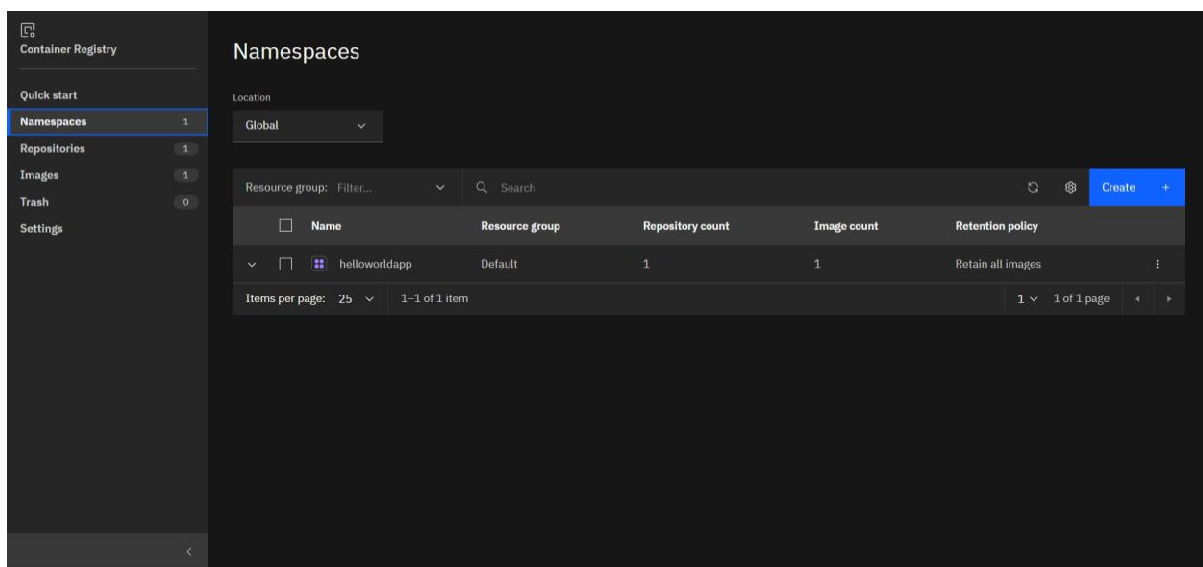 Container Registry
Quick start
Namespaces 1
Repositories 1
Images 1
Trash 0
Settings
Namespaces
Location
Global
Resource group: Filter... Search Create +
Name Resource group Repository count Image count Retention policy
helloworldapp Default 1 1 Retain all images
Items per page: 25 1–1 of 1 item 1 1 of 1 page